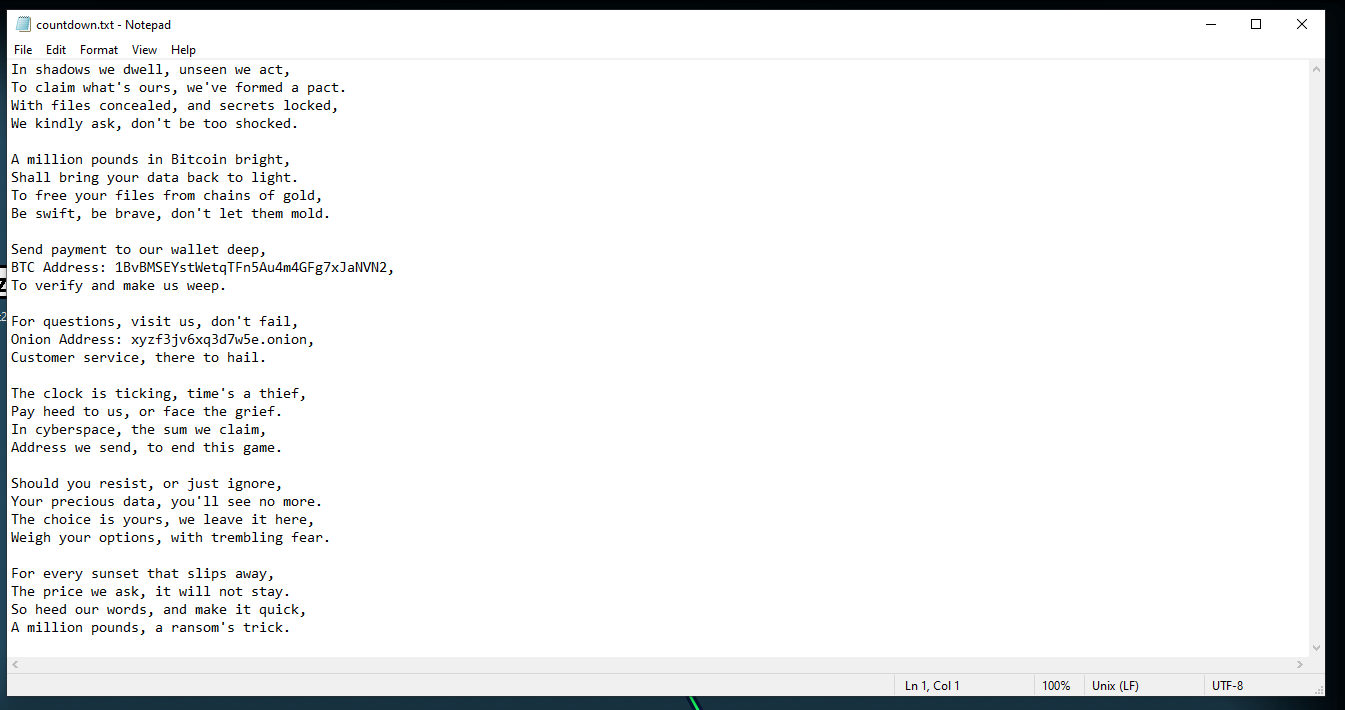 countdown.txt - Notepad
File Edit Format View Help
In shadows we dwell, unseen we act,
To claim what's ours, we've formed a pact.
With files concealed, and secrets locked,
We kindly ask, don't be too shocked.
A million pounds in Bitcoin bright,
Shall bring your data back to light.
To free your files from chains of gold,
Be swift, be brave, don't let them mold.
Send payment to our wallet deep,
BTC Address: 1BvBMSEYstWetqTFn5Au4m4GFg7xJaNVN2,
To verify and make us weep.
For questions, visit us, don't fail,
Onion Address: xyzf3jv6xq3d7w5e.onion,
Customer service, there to hail.
The clock is ticking, time's a thief,
Pay heed to us, or face the grief.
In cyberspace, the sum we claim,
Address we send, to end this game.
Should you resist, or just ignore,
Your precious data, you'll see no more.
The choice is yours, we leave it here,
Weigh your options, with trembling fear.
For every sunset that slips away,
The price we ask, it will not stay.
So heed our words, and make it quick,
A million pounds, a ransom's trick.
Ln 1, Col 1 100% Unix (LF) UTF-8